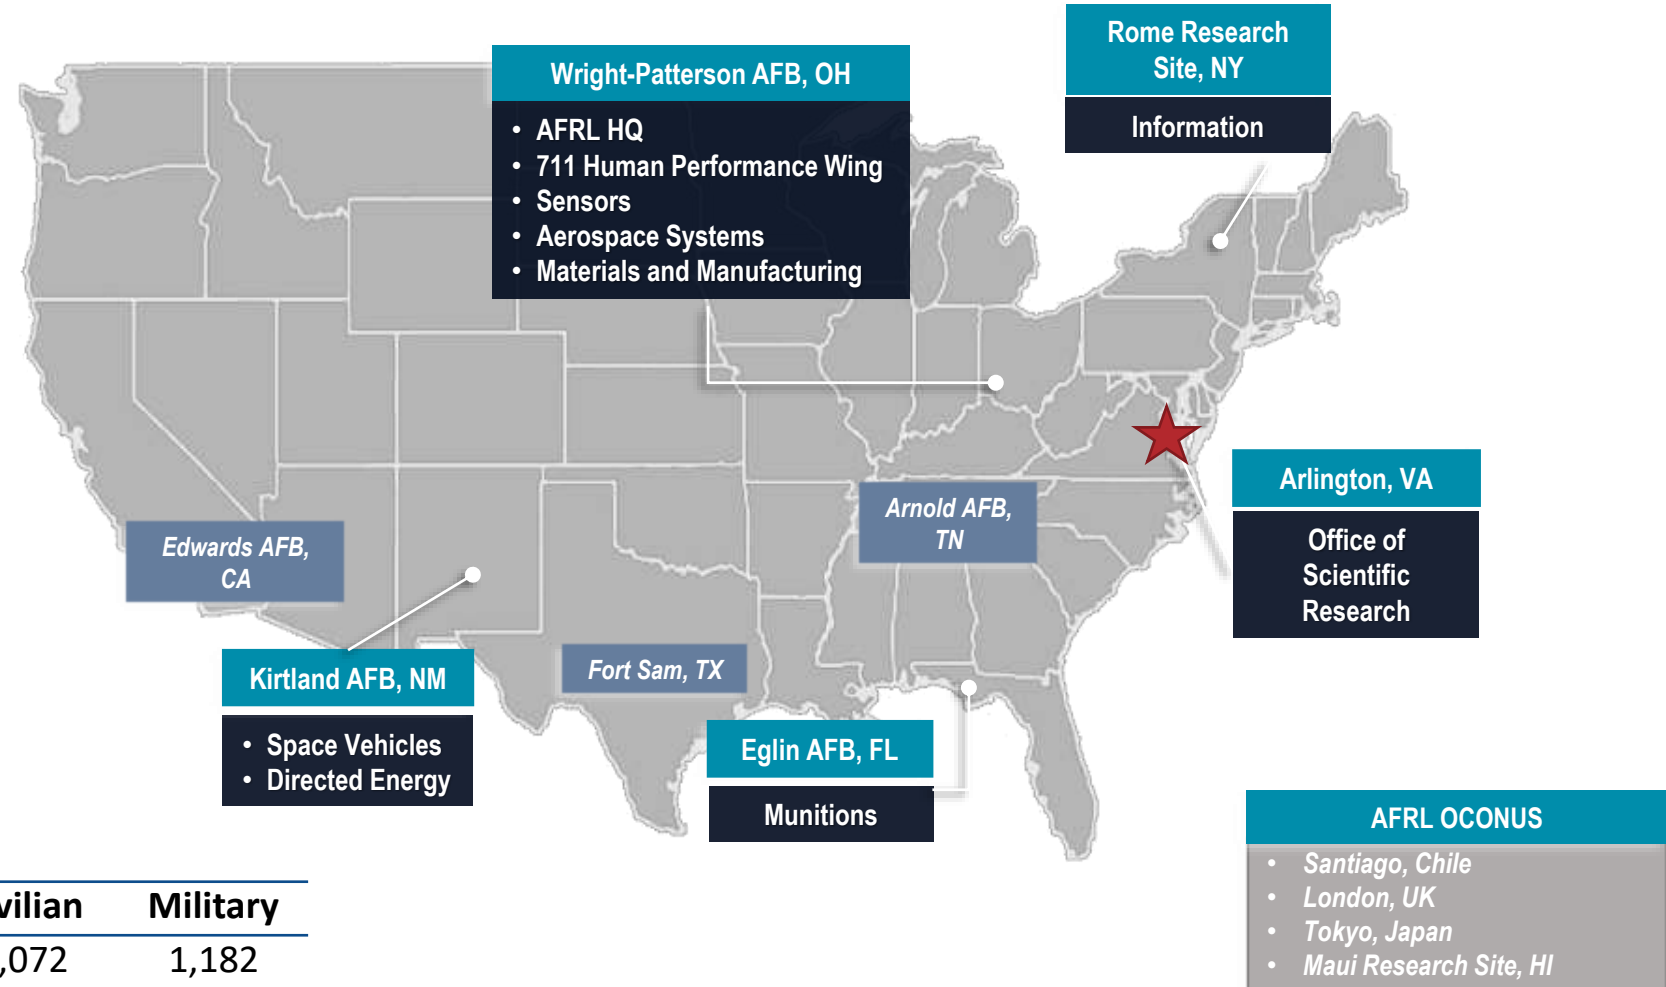 Rome Research
Site, NY
Information
Wright-Patterson AFB, OH
• AFRL HQ
• 711 Human Performance Wing
• Sensors
• Aerospace Systems
• Materials and Manufacturing
Arlington, VA
Office of
Scientific
Research
Arnold AFB,
TN
Edwards AFB,
CA
Fort Sam, TX
Kirtland AFB, NM
• Space Vehicles
• Directed Energy
Eglin AFB, FL
Munitions
AFRL OCONUS
• Santiago, Chile
• London, UK
• Tokyo, Japan
• Maui Research Site, HI
vilian Military
,072 1,182